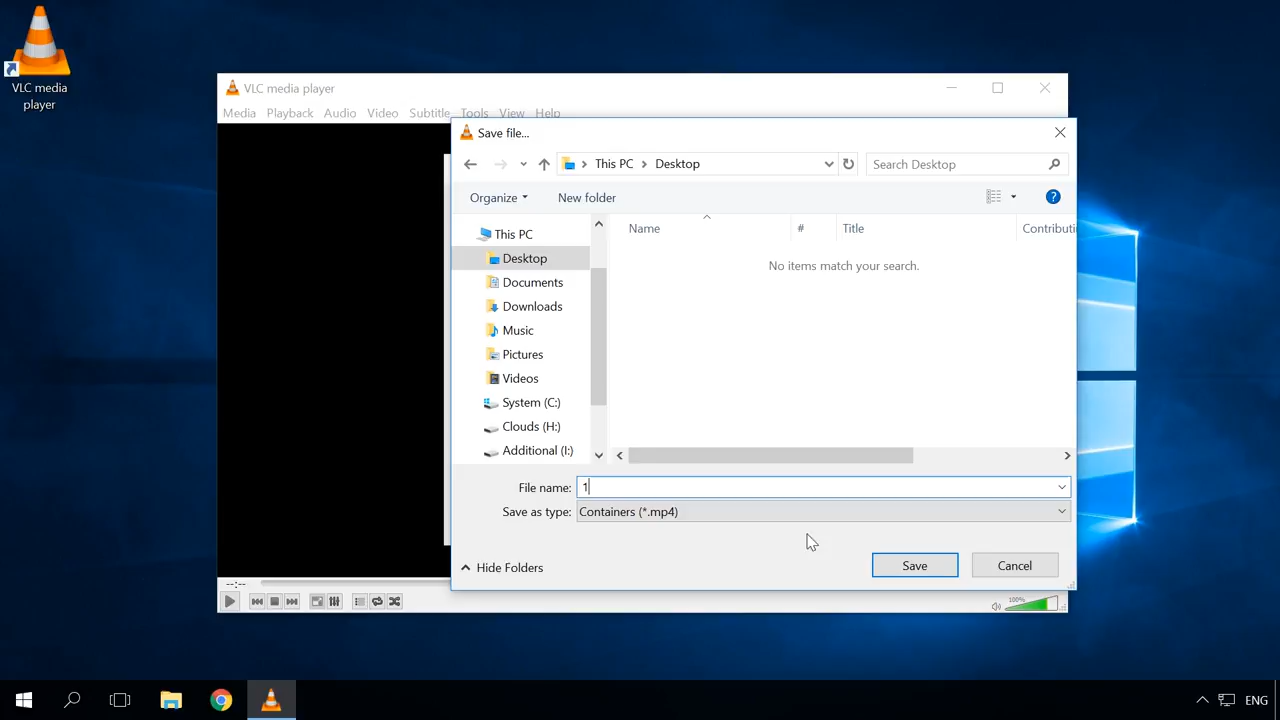 VLC media
player
VLC media player
Media Playback Audio Video Subtitle Tools View Help
Save file...
This PC Desktop
Search Desktop
Organize New folder
?
Name # Title Contributi
This PC
Desktop
Documents
Downloads
Music
Pictures
Videos
System (C:)
Clouds (H:)
Additional (I:)
No items match your search.
File name: 1
Save as type: Containers (*.mp4)
Hide Folders
Save Cancel
--:--
100%
ENG